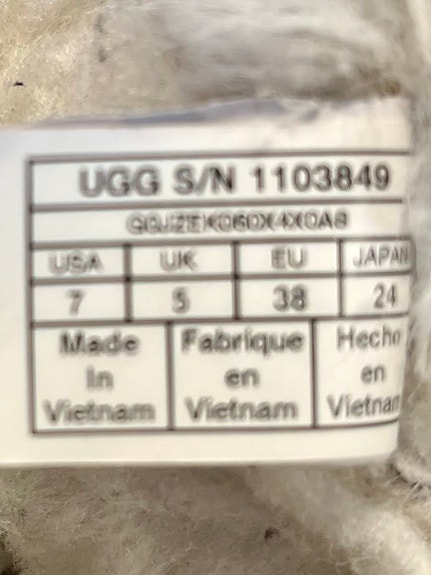 UGG S/N 1103849
USA UK EU JAPAN
7 5 38 24
Made Fabrique Hecho
in en en
Vietnam Vietnam Vietnam